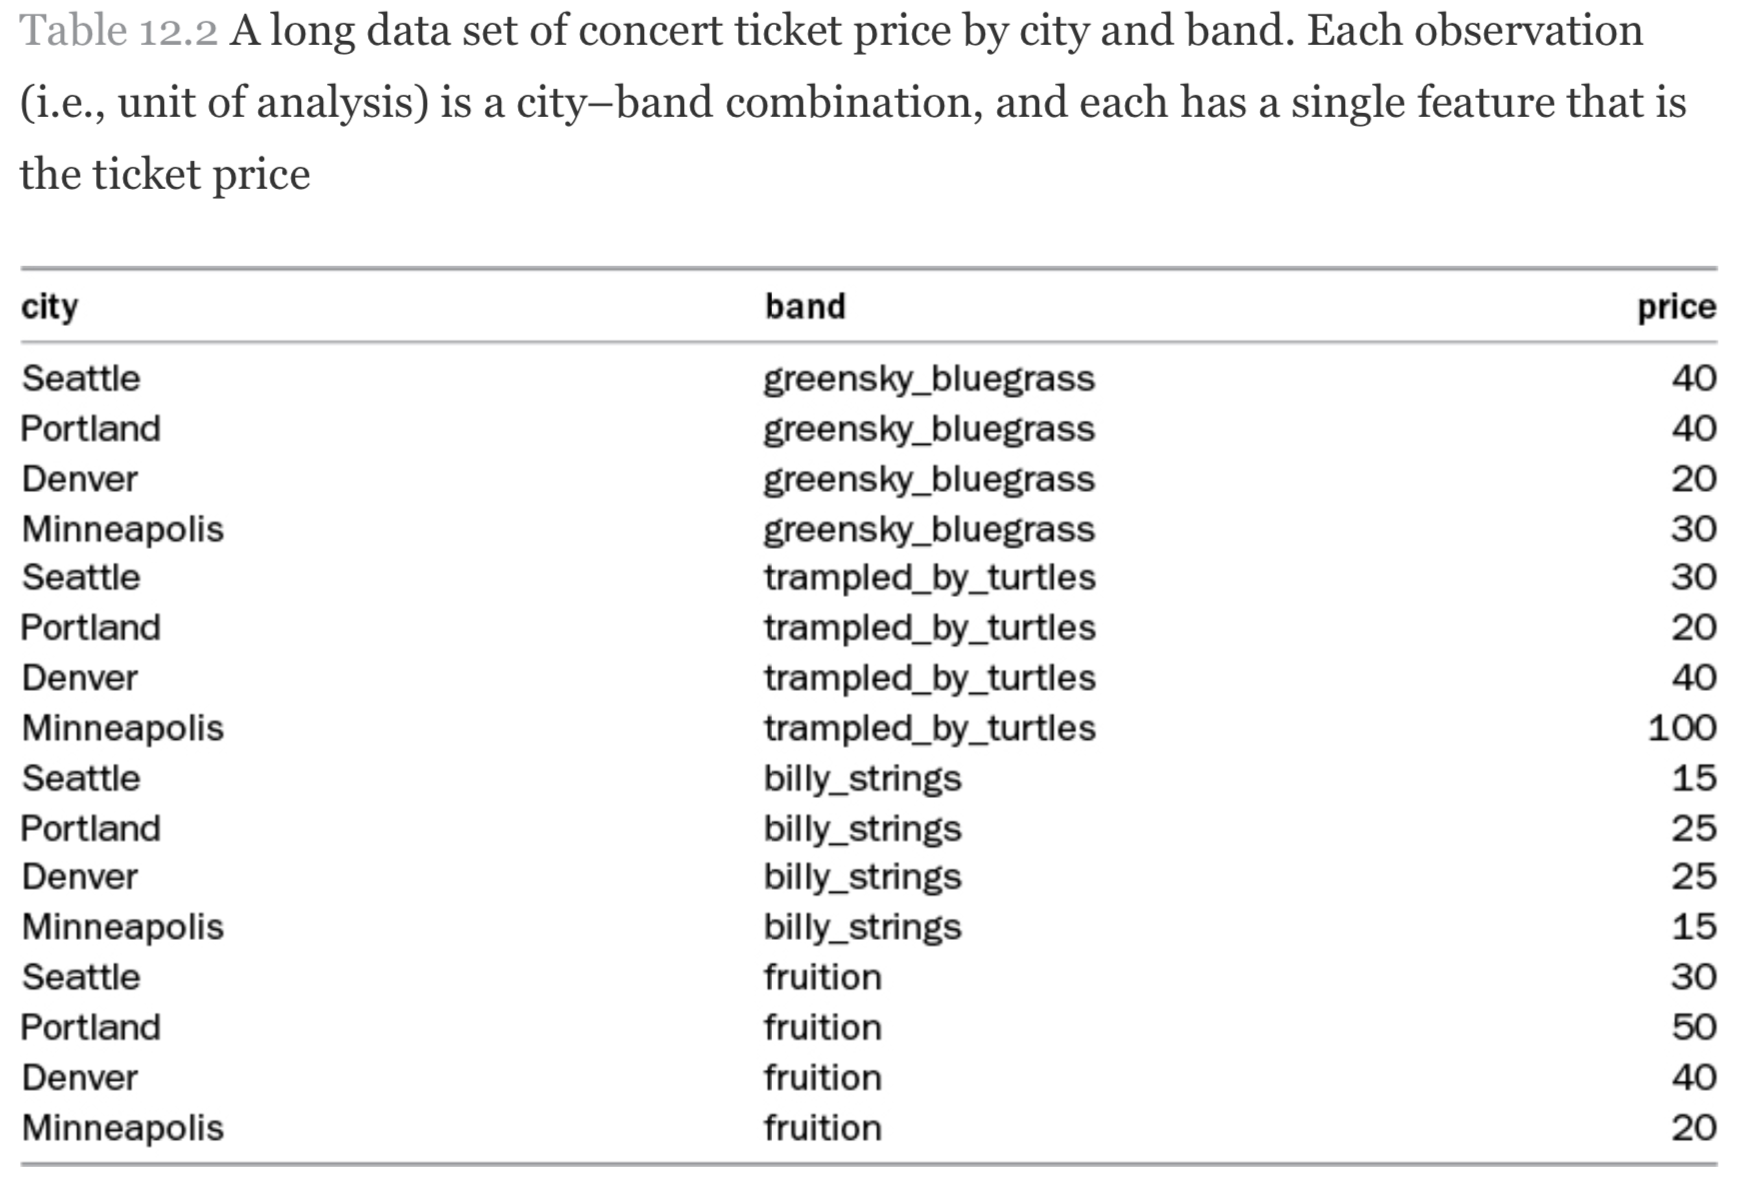 Table 12.2 A long data set of concert ticket price by city and band. Each observation
(i.e., unit of analysis) is a city–band combination, and each has a single feature that is
the ticket price
city band price
Seattle greensky_bluegrass 40
Portland greensky_bluegrass 40
Denver greensky_bluegrass 20
Minneapolis greensky_bluegrass 30
Seattle trampled_by_turtles 30
Portland trampled_by_turtles 20
Denver trampled_by_turtles 40
Minneapolis trampled_by_turtles 100
Seattle billy_strings 15
Portland billy_strings 25
Denver billy_strings 25
Minneapolis billy_strings 15
Seattle fruition 30
Portland fruition 50
Denver fruition 40
Minneapolis fruition 20